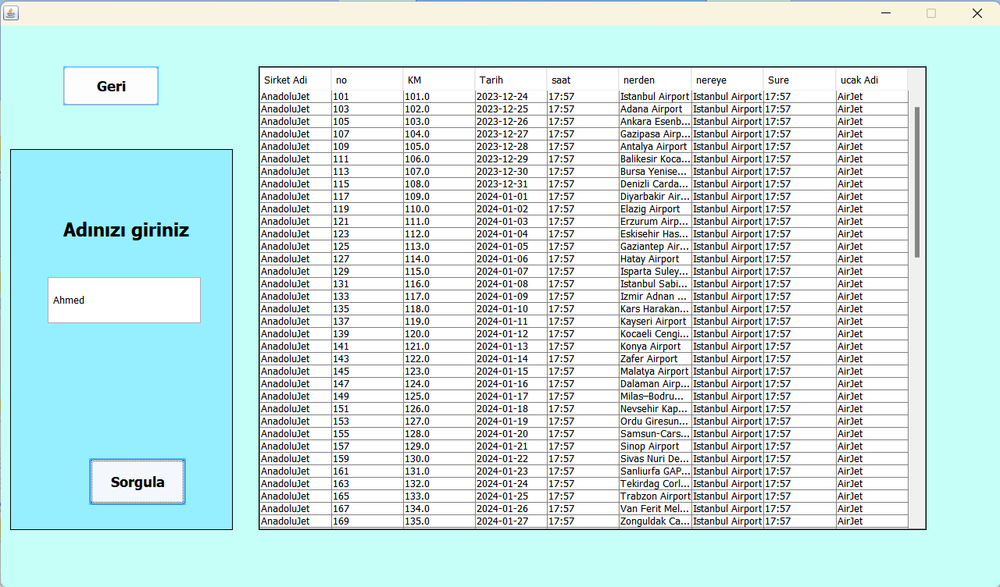 Geri
Adınızı giriniz
Ahmed
Sorgula
Sirket Adi no KM Tarih saat nerden nereye Sure ucak Adi
AnadoluJet 101 101.0 2023-12-24 17:57 Istanbul Airport Istanbul Airport 17:57 AirJet
AnadoluJet 103 102.0 2023-12-25 17:57 Adana Airport Istanbul Airport 17:57 AirJet
AnadoluJet 105 103.0 2023-12-26 17:57 Ankara Esenb... Istanbul Airport 17:57 AirJet
AnadoluJet 107 104.0 2023-12-27 17:57 Gazipasa Airp... Istanbul Airport 17:57 AirJet
AnadoluJet 109 105.0 2023-12-28 17:57 Antalya Airport Istanbul Airport 17:57 AirJet
AnadoluJet 111 106.0 2023-12-29 17:57 Balikesir Koca... Istanbul Airport 17:57 AirJet
AnadoluJet 113 107.0 2023-12-30 17:57 Bursa Yenise... Istanbul Airport 17:57 AirJet
AnadoluJet 115 108.0 2023-12-31 17:57 Denizli Carda... Istanbul Airport 17:57 AirJet
AnadoluJet 117 109.0 2024-01-01 17:57 Diyarbakir Air... Istanbul Airport 17:57 AirJet
AnadoluJet 119 110.0 2024-01-02 17:57 Elazig Airport Istanbul Airport 17:57 AirJet
AnadoluJet 121 111.0 2024-01-03 17:57 Erzurum Airp... Istanbul Airport 17:57 AirJet
AnadoluJet 123 112.0 2024-01-04 17:57 Eskisehir Has... Istanbul Airport 17:57 AirJet
AnadoluJet 125 113.0 2024-01-05 17:57 Gaziantep Air... Istanbul Airport 17:57 AirJet
AnadoluJet 127 114.0 2024-01-06 17:57 Hatay Airport Istanbul Airport 17:57 AirJet
AnadoluJet 129 115.0 2024-01-07 17:57 Isparta Suley... Istanbul Airport 17:57 AirJet
AnadoluJet 131 116.0 2024-01-08 17:57 Istanbul Sabi... Istanbul Airport 17:57 AirJet
AnadoluJet 133 117.0 2024-01-09 17:57 Izmir Adnan ... Istanbul Airport 17:57 AirJet
AnadoluJet 135 118.0 2024-01-10 17:57 Kars Harakan... Istanbul Airport 17:57 AirJet
AnadoluJet 137 119.0 2024-01-11 17:57 Kayseri Airport Istanbul Airport 17:57 AirJet
AnadoluJet 139 120.0 2024-01-12 17:57 Kocaeli Cengi... Istanbul Airport 17:57 AirJet
AnadoluJet 141 121.0 2024-01-13 17:57 Konya Airport Istanbul Airport 17:57 AirJet
AnadoluJet 143 122.0 2024-01-14 17:57 Zafer Airport Istanbul Airport 17:57 AirJet
AnadoluJet 145 123.0 2024-01-15 17:57 Malatya Airport Istanbul Airport 17:57 AirJet
AnadoluJet 147 124.0 2024-01-16 17:57 Dalaman Airp... Istanbul Airport 17:57 AirJet
AnadoluJet 149 125.0 2024-01-17 17:57 Milas–Bodru... Istanbul Airport 17:57 AirJet
AnadoluJet 151 126.0 2024-01-18 17:57 Nevsehir Kap... Istanbul Airport 17:57 AirJet
AnadoluJet 153 127.0 2024-01-19 17:57 Ordu Giresun... Istanbul Airport 17:57 AirJet
AnadoluJet 155 128.0 2024-01-20 17:57 Samsun-Cars... Istanbul Airport 17:57 AirJet
AnadoluJet 157 129.0 2024-01-21 17:57 Sinop Airport Istanbul Airport 17:57 AirJet
AnadoluJet 159 130.0 2024-01-22 17:57 Sivas Nuri De... Istanbul Airport 17:57 AirJet
AnadoluJet 161 131.0 2024-01-23 17:57 Sanliurfa GAP... Istanbul Airport 17:57 AirJet
AnadoluJet 163 132.0 2024-01-24 17:57 Tekirdag Corl... Istanbul Airport 17:57 AirJet
AnadoluJet 165 133.0 2024-01-25 17:57 Trabzon Airport Istanbul Airport 17:57 AirJet
AnadoluJet 167 134.0 2024-01-26 17:57 Van Ferit Mel... Istanbul Airport 17:57 AirJet
AnadoluJet 169 135.0 2024-01-27 17:57 Zonguldak Ca... Istanbul Airport 17:57 AirJet